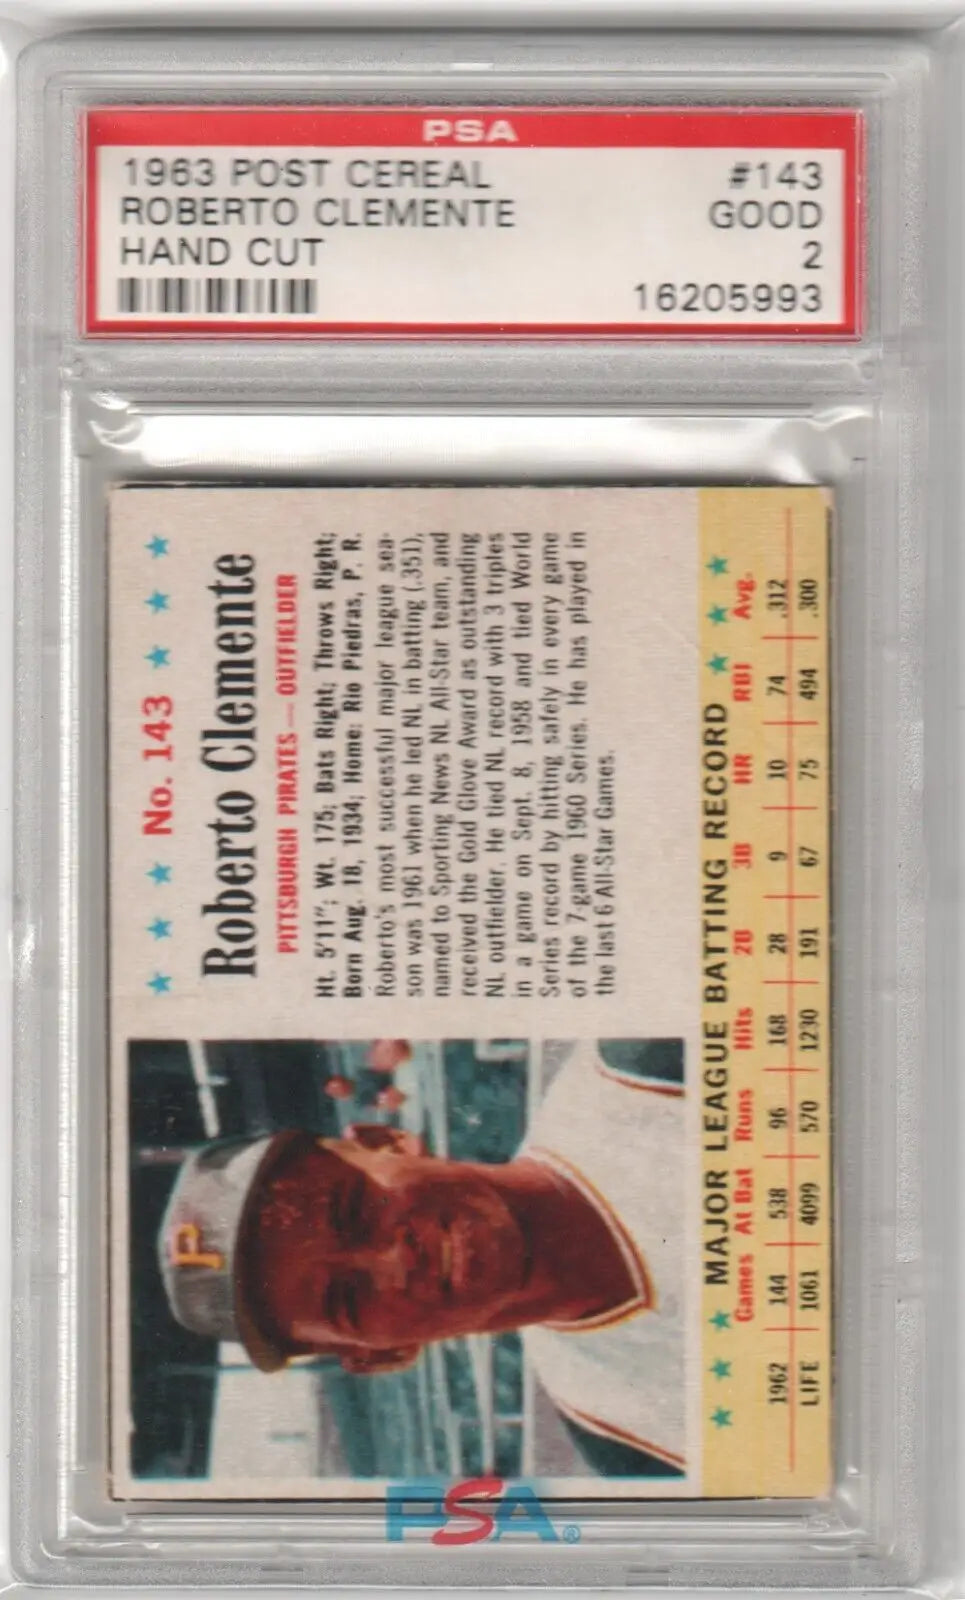 PSA
1963 POST CEREAL #143
ROBERTO CLEMENTE GOOD
HAND CUT 2
16205993
No. 143
Roberto Clemente
PITTSBURGH PIRATES — OUTFIELDER
Ht. 5'11"; Wt. 175; Bats Right; Throws Right;
Born Aug. 18, 1934; Home: Rio Piedras, P. R.
Roberto's most successful major league sea-
son was 1961 when he led NL in batting (.351),
named to Sporting News NL All-Star team, and
received the Gold Glove Award as outstanding
NL outfielder. He tied NL record with 3 triples
in a game on Sept. 8, 1958 and tied World
Series record by hitting safely in every game
of the 7-game 1960 Series. He has played in
the last 6 All-Star Games.
P
MAJOR LEAGUE BATTING RECORD
Games At Bat Runs Hits 2B 3B HR RBI Avg.
1962 144 538 96 168 28 9 10 74 .312
LIFE 1061 4099 570 1230 191 67 75 494 .300
PSA®